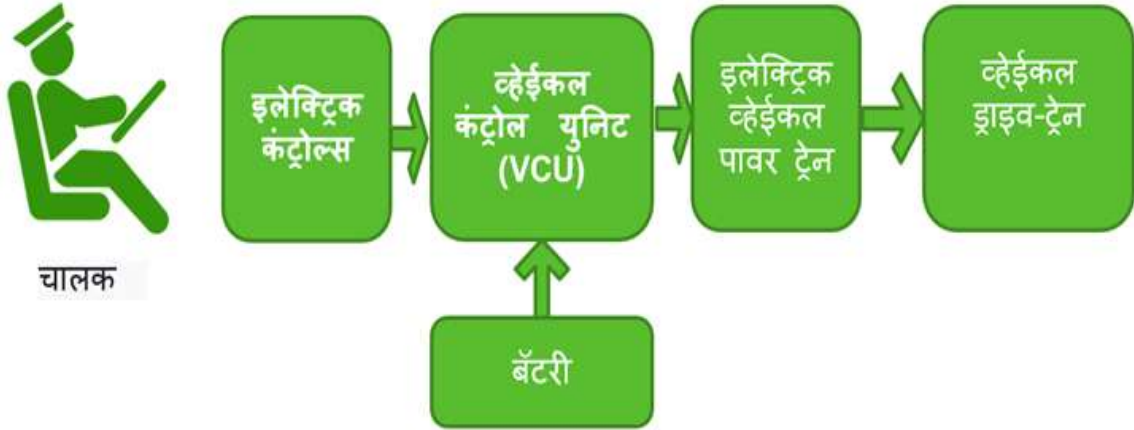 इलेक्ट्रिक
कंट्रोल्स
व्हेईकल
कंट्रोल युनिट
(VCU)
इलेक्ट्रिक
व्हेईकल
पावर ट्रेन
व्हेईकल
ड्राइव-ट्रेन
चालक
बॅटरी